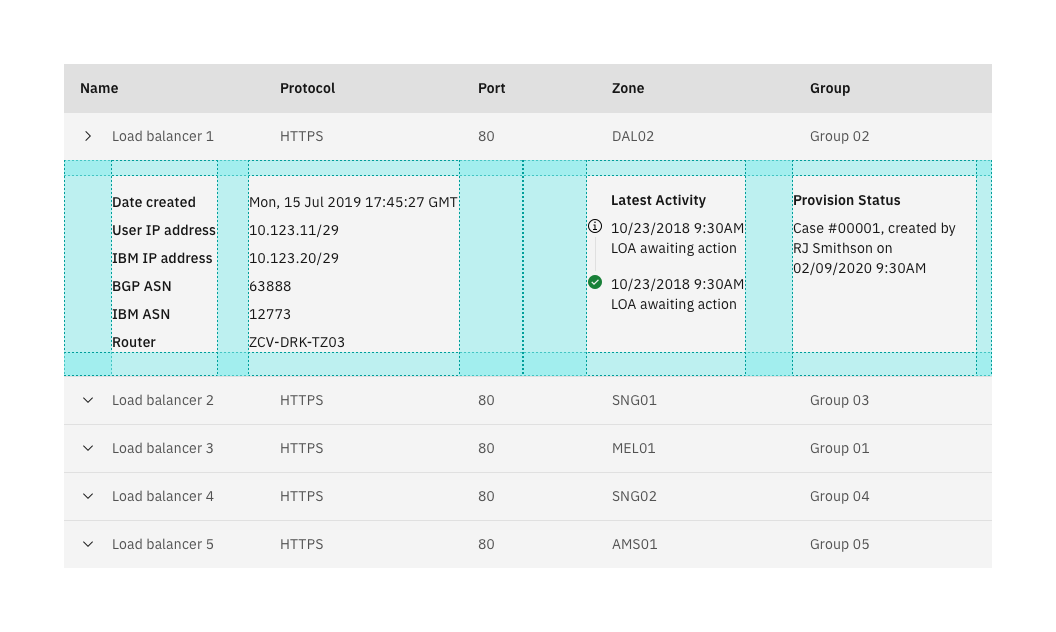 Name Protocol Port Zone Group
Load balancer 1 HTTPS 80 DAL02 Group 02
Date created Mon, 15 Jul 2019 17:45:27 GMT
User IP address 10.123.11/29
IBM IP address 10.123.20/29
BGP ASN 63888
IBM ASN 12773
Router ZCV-DRK-TZ03
Latest Activity
10/23/2018 9:30AM
LOA awaiting action
10/23/2018 9:30AM
LOA awaiting action
Provision Status
Case #00001, created by
RJ Smithson on
02/09/2020 9:30AM
Load balancer 2 HTTPS 80 SNG01 Group 03
Load balancer 3 HTTPS 80 MEL01 Group 01
Load balancer 4 HTTPS 80 SNG02 Group 04
Load balancer 5 HTTPS 80 AMS01 Group 05